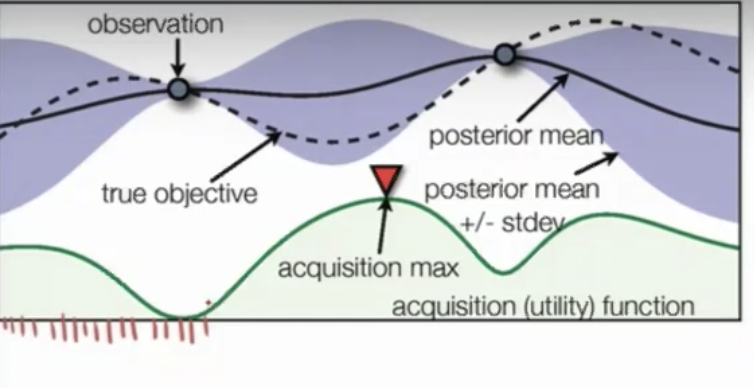 observation
posterior mean
true objective
posterior mean
+/- stdev
acquisition max
acquisition (utility) function